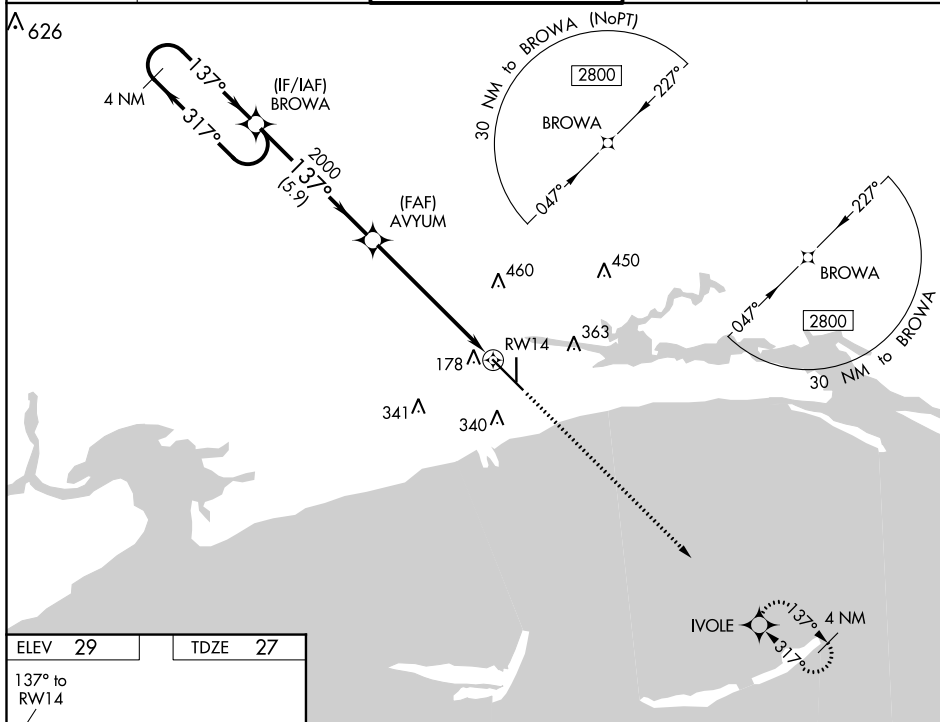 626
4 NM
137°
317°
(IF/IAF)
BROWA
2000
137°
(5.9)
(FAF)
AVYUM
30 NM to BROWA (NoPT)
2800
BROWA
227°
047°
227°
BROWA
047°
2800
30 NM to BROWA
460
450
363
RW14
178
341
340
IVOLE
137°
4 NM
317°
ELEV 29
TDZE 27
137° to
RW14